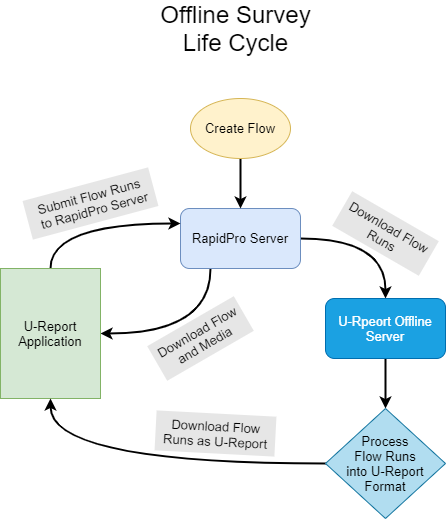 Offline Survey
Life Cycle
Create Flow
Submit Flow Runs
to RapidPro Server
RapidPro Server
Download Flow
Runs
U-Report
Application
Download Flow
and Media
U-Rpeort Offline
Server
Download Flow
Runs as U-Report
Process
Flow Runs
into U-Report
Format